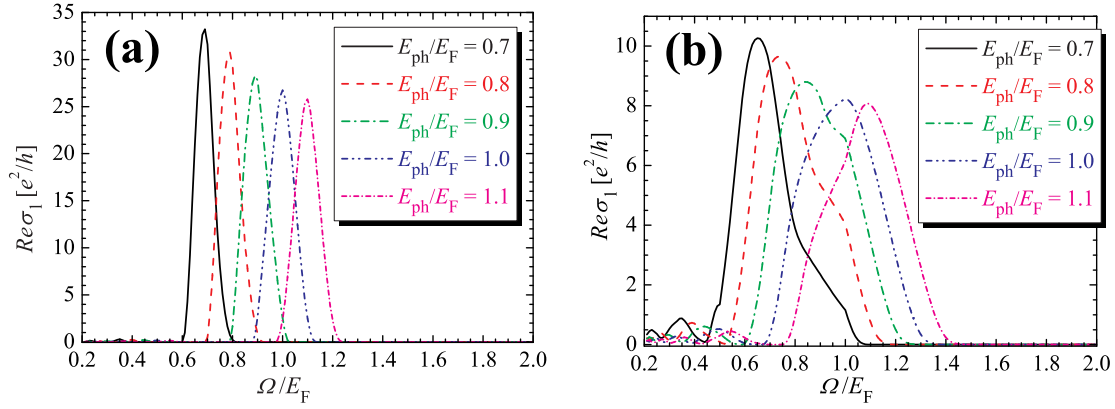 (a)
E_ph/E_F = 0.7
E_ph/E_F = 0.8
E_ph/E_F = 0.9
E_ph/E_F = 1.0
E_ph/E_F = 1.1
35
30
25
20
15
10
5
0
Reσ₁ [e²/h]
0.2 0.4 0.6 0.8 1.0 1.2 1.4 1.6 1.8 2.0
Ω/E_F
(b)
E_ph/E_F = 0.7
E_ph/E_F = 0.8
E_ph/E_F = 0.9
E_ph/E_F = 1.0
E_ph/E_F = 1.1
10
8
6
4
2
0
Reσ₁ [e²/h]
0.2 0.4 0.6 0.8 1.0 1.2 1.4 1.6 1.8 2.0
Ω/E_F